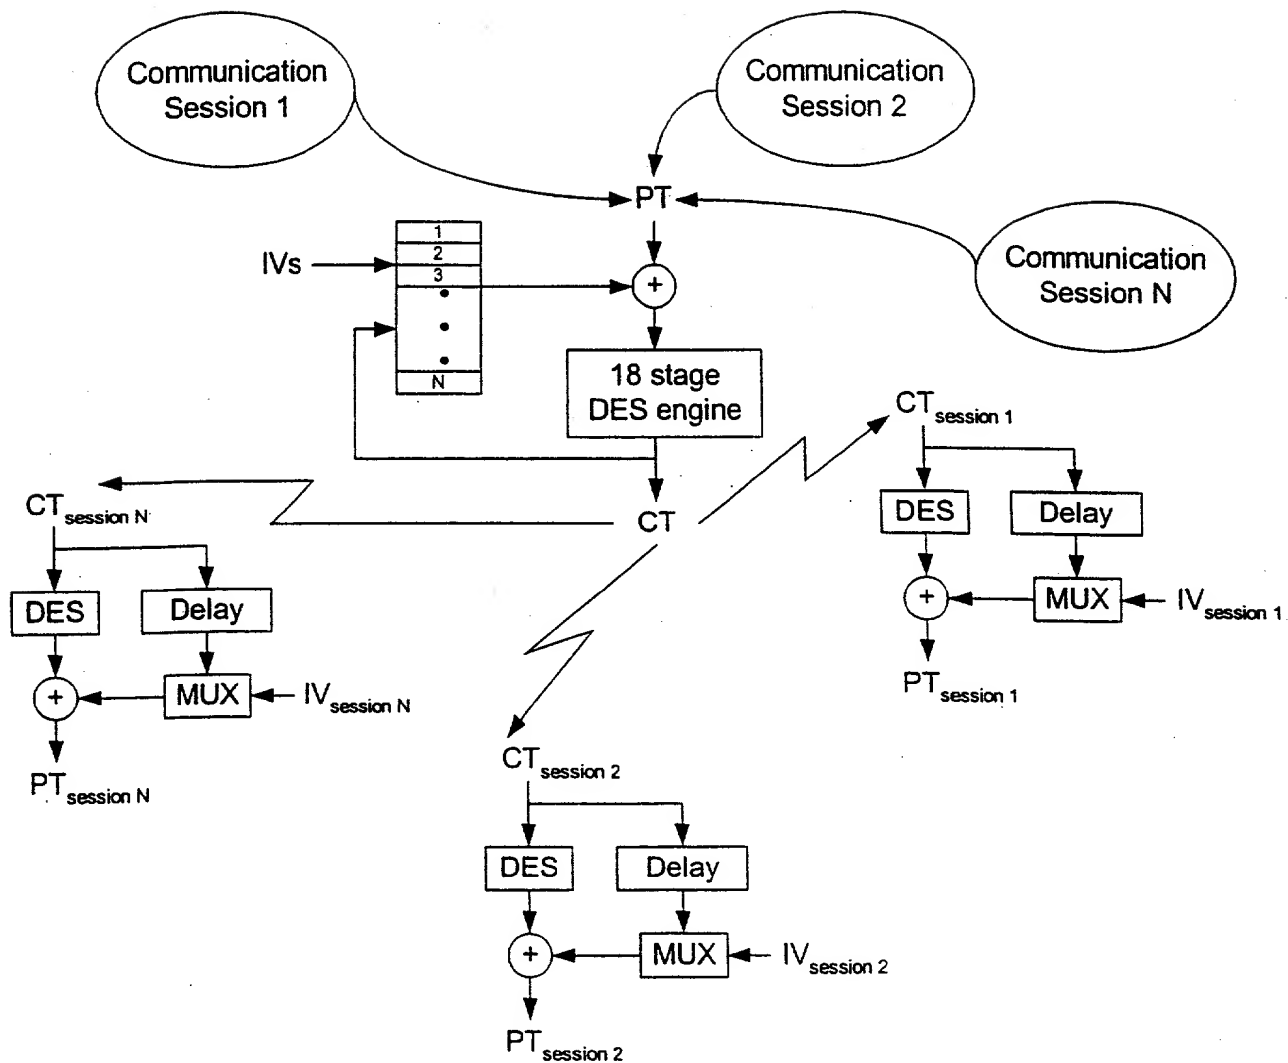 Communication
Session 1
Communication
Session 2
PT
Communication
Session N
IVs
1
2
3
N
+
18 stage
DES engine
CT
CT session 1
DES
Delay
+
MUX
IV session 1
PT session 1
CT session N
DES
Delay
+
MUX
IV session N
PT session N
CT session 2
DES
Delay
+
MUX
IV session 2
PT session 2